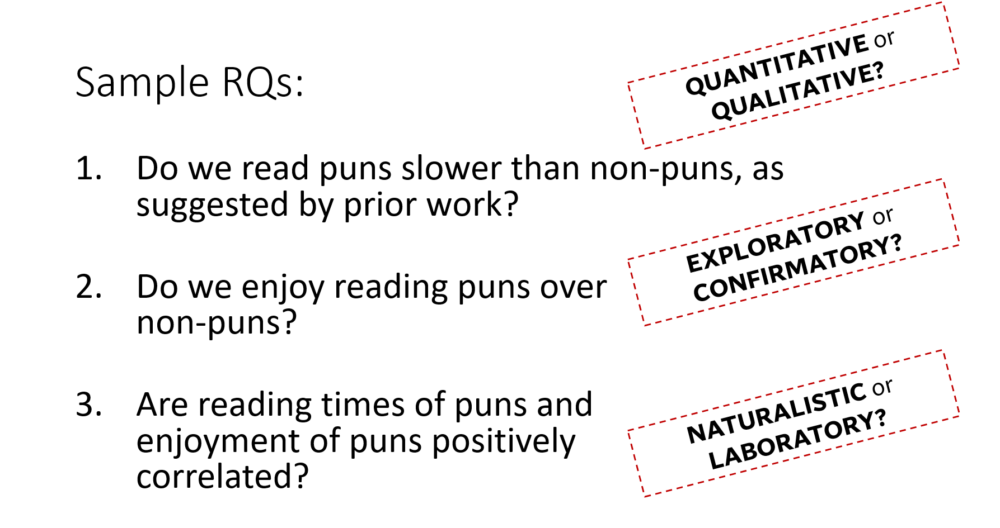 QUANTITATIVE or
QUALITATIVE?
Sample RQs:
1. Do we read puns slower than non-puns, as
suggested by prior work?
EXPLORATORY or
CONFIRMATORY?
2. Do we enjoy reading puns over
non-puns?
NATURALISTIC or
LABORATORY?
3. Are reading times of puns and
enjoyment of puns positively
correlated?